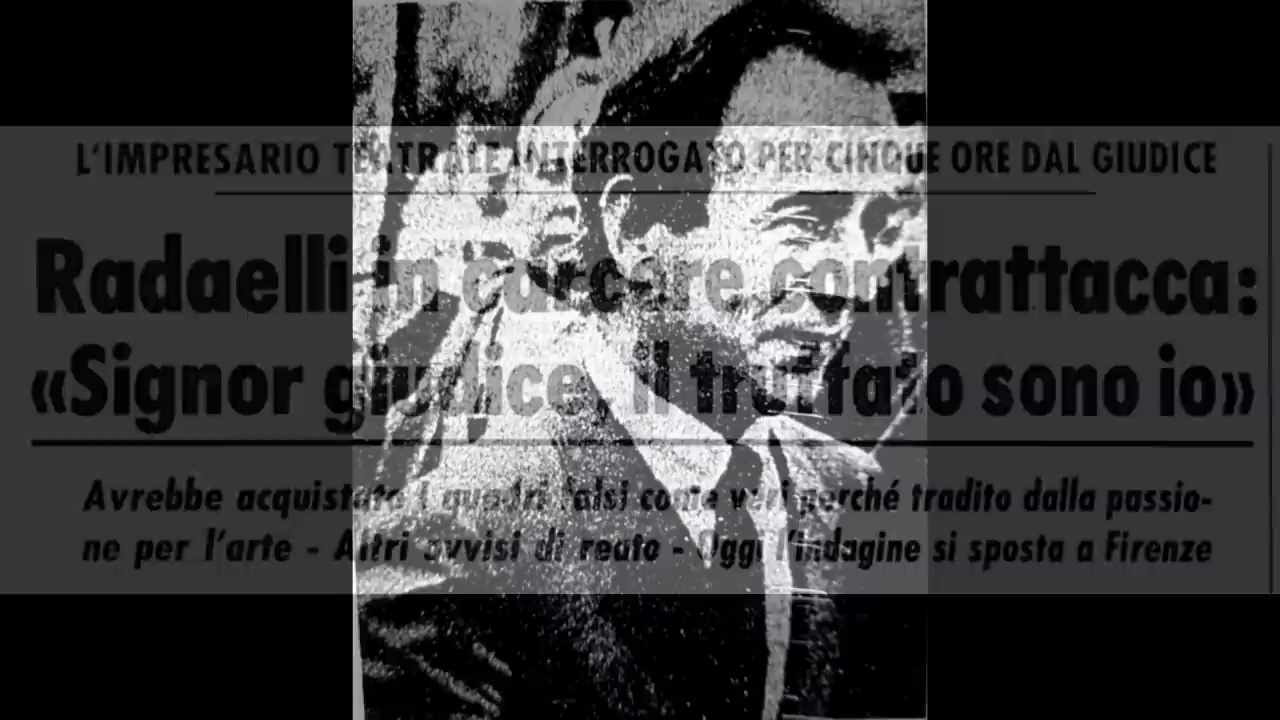 L'IMPRESARIO TEATRALE INTERROGATO PER CINQUE ORE DAL GIUDICE
Radaelli in carcere contrattacca:
«Signor giudice, il truffato sono io»
Avrebbe acquistato i quadri falsi come veri perché tradito dalla passio-
ne per l'arte - Altri avvisi di reato - Oggi l'indagine si sposta a Firenze